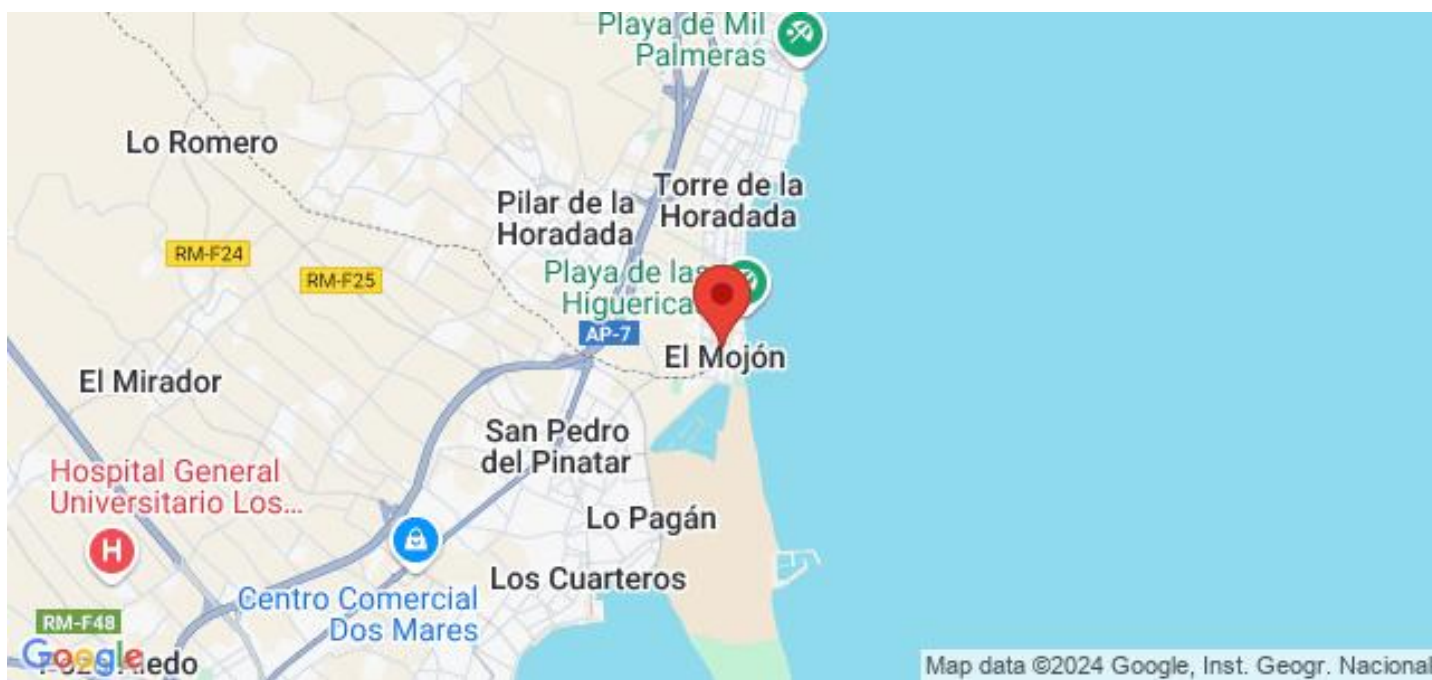 Playa de Mil
Palmeras
Lo Romero
Torre de la
Horadada
Pilar de la
Horadada
RM-F24
RM-F25
Playa de las
Higuerica
AP-7
El Mojón
El Mirador
San Pedro
del Pinatar
Hospital General
Universitario Los...
H
Lo Pagán
Los Cuarteros
Centro Comercial
Dos Mares
RM-F48
Google
Map data ©2024 Google, Inst. Geogr. Nacional